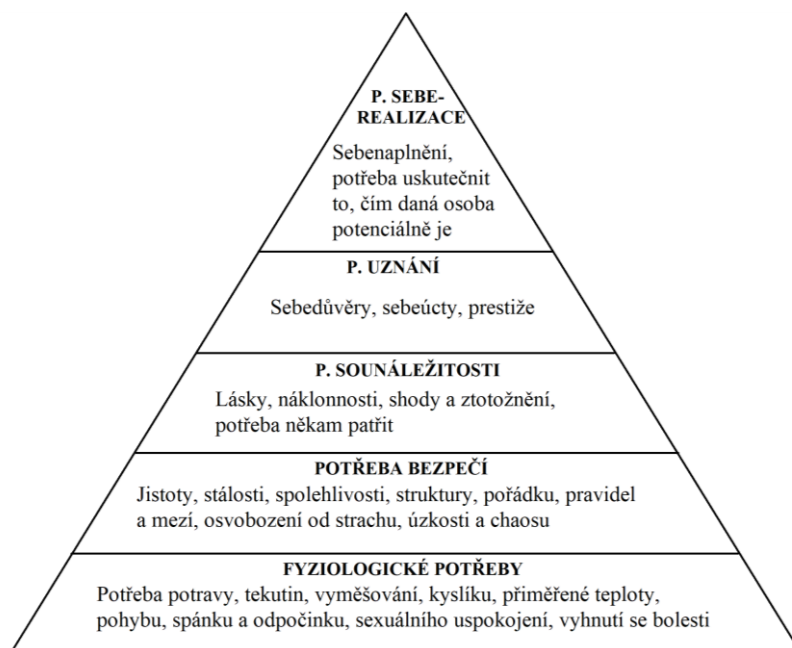 P. SEBE-
REALIZACE
Sebenaplnění,
potřeba uskutečnit
to, čím daná osoba
potenciálně je
P. UZNÁNÍ
Sebedůvěry, sebeúcty, prestiže
P. SOUNÁLEŽITOSTI
Lásky, náklonnosti, shody a ztotožnění,
potřeba někam patřit
POTŘEBA BEZPEČÍ
Jistoty, stálosti, spolehlivosti, struktury, pořádku, pravidel
a mezí, osvobození od strachu, úzkosti a chaosu
FYZIOLOGICKÉ POTŘEBY
Potřeba potravy, tekutin, vyměšování, kyslíku, přiměřené teploty,
pohybu, spánku a odpočinku, sexuálního uspokojení, vyhnutí se bolesti